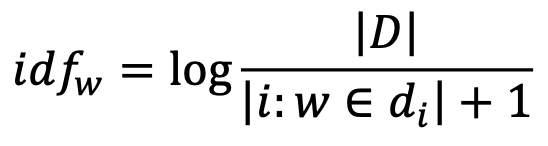 idf_w = log |D| / (|i: w ∈ d_i| + 1)